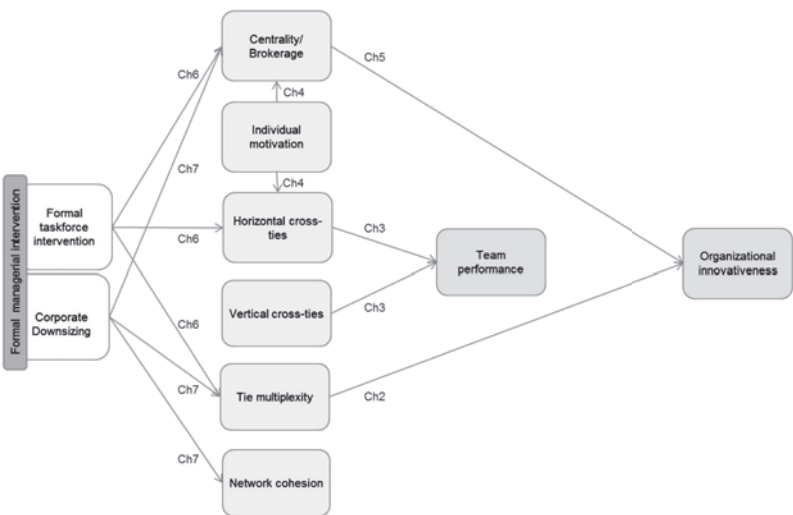 Centrality/
Brokerage
Ch5
Ch6
Ch4
Individual
motivation
Ch7
Ch4
Formal managerial intervention
Formal
taskforce
intervention
Horizontal cross-
ties
Ch6
Ch3
Team
performance
Organizational
innovativeness
Corporate
Downsizing
Vertical cross-ties
Ch3
Ch6
Tie multiplexity
Ch7
Ch2
Ch7
Network cohesion